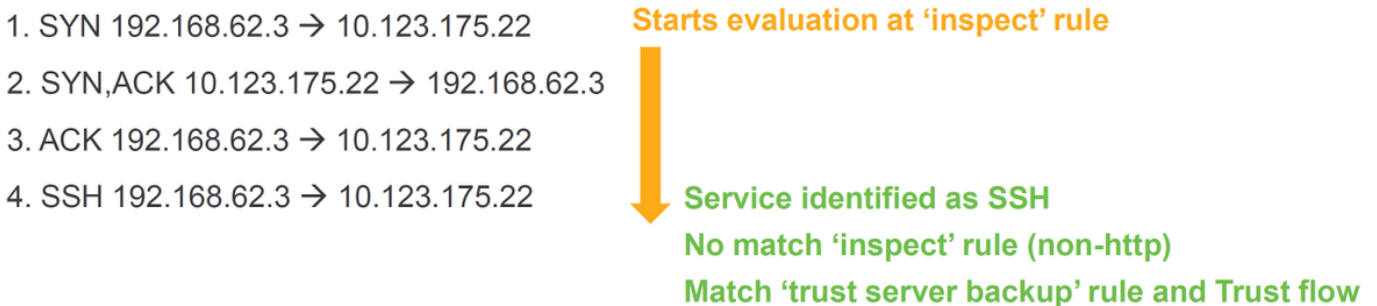 1. SYN 192.168.62.3 → 10.123.175.22
Starts evaluation at ‘inspect’ rule
2. SYN,ACK 10.123.175.22 → 192.168.62.3
3. ACK 192.168.62.3 → 10.123.175.22
4. SSH 192.168.62.3 → 10.123.175.22
Service identified as SSH
No match ‘inspect’ rule (non-http)
Match ‘trust server backup’ rule and Trust flow